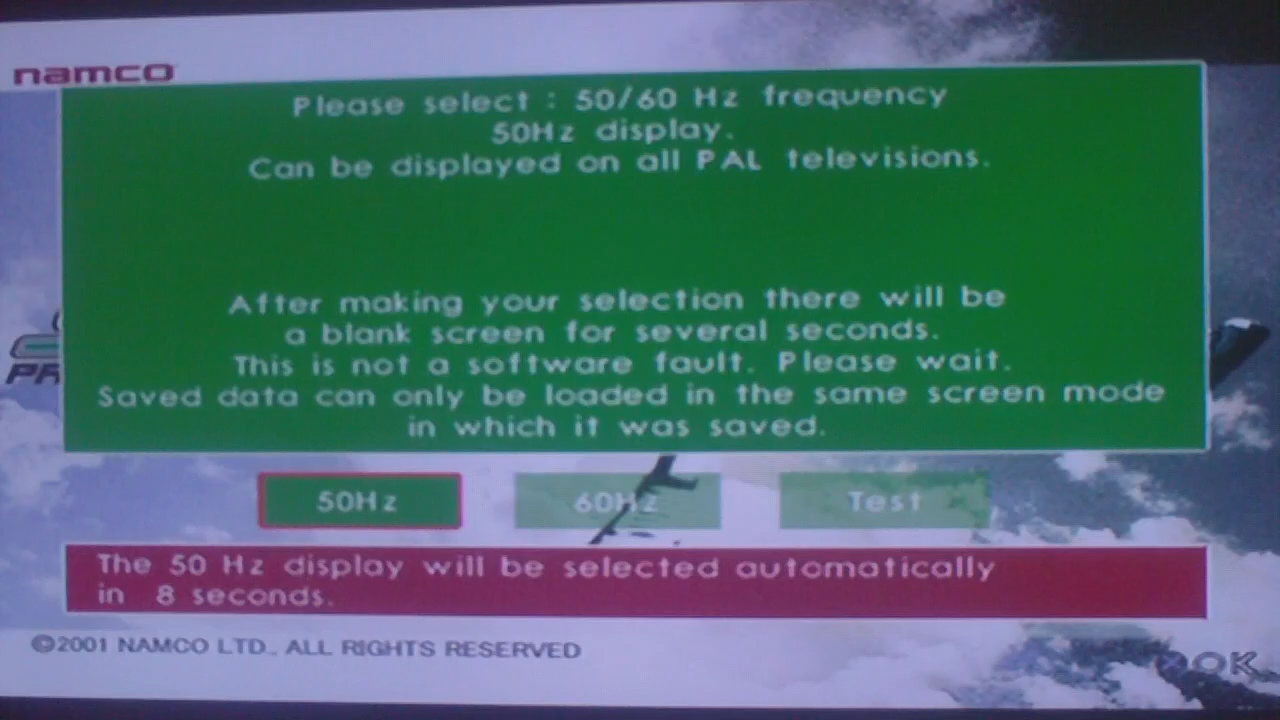 namco
Please select : 50/60 Hz frequency
50Hz display.
Can be displayed on all PAL televisions.
After making your selection there will be
a blank screen for several seconds.
This is not a software fault. Please wait.
Saved data can only be loaded in the same screen mode
in which it was saved.
PR
50Hz 60Hz Test
The 50 Hz display will be selected automatically
in 8 seconds.
©2001 NAMCO LTD., ALL RIGHTS RESERVED
OK